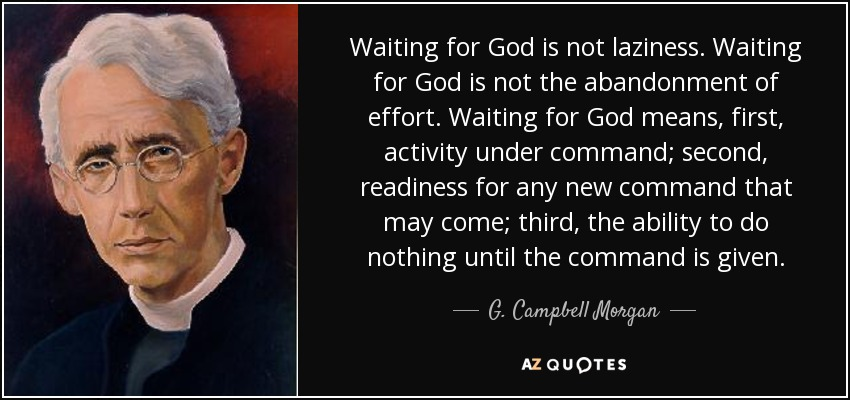 Waiting for God is not laziness. Waiting
for God is not the abandonment of
effort. Waiting for God means, first,
activity under command; second,
readiness for any new command that
may come; third, the ability to do
nothing until the command is given.
G. Campbell Morgan
AZ QUOTES